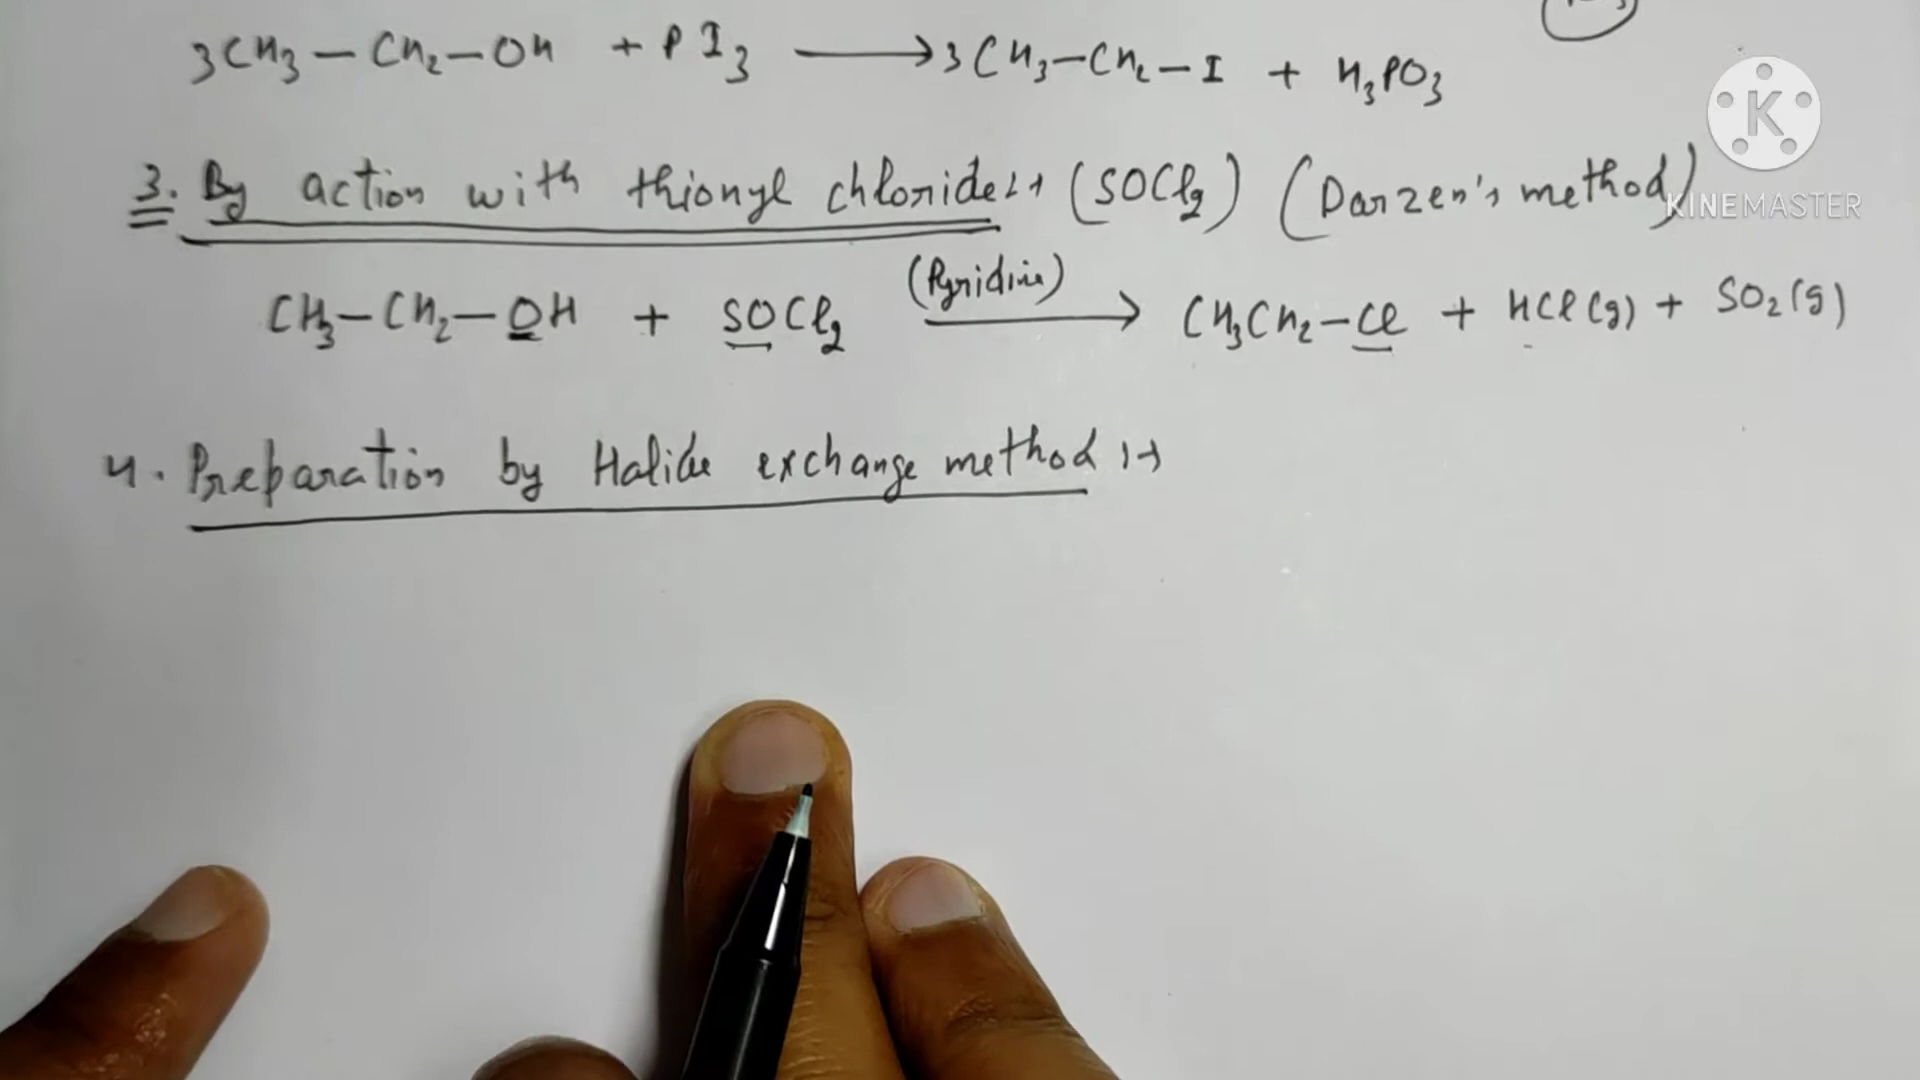 3CH3-CH2-OH + PI3 ⟶ 3CH3-CH2-I + H3PO3
K
KINEMASTER
3. By action with thionyl chloride :→ (SOCl2) (Darzen's method)
(Pyridine)
CH3-CH2-OH + SOCl2 ⟶ CH3CH2-Cl + HCl(g) + SO2(g)
4. Preparation by Halide exchange method :→